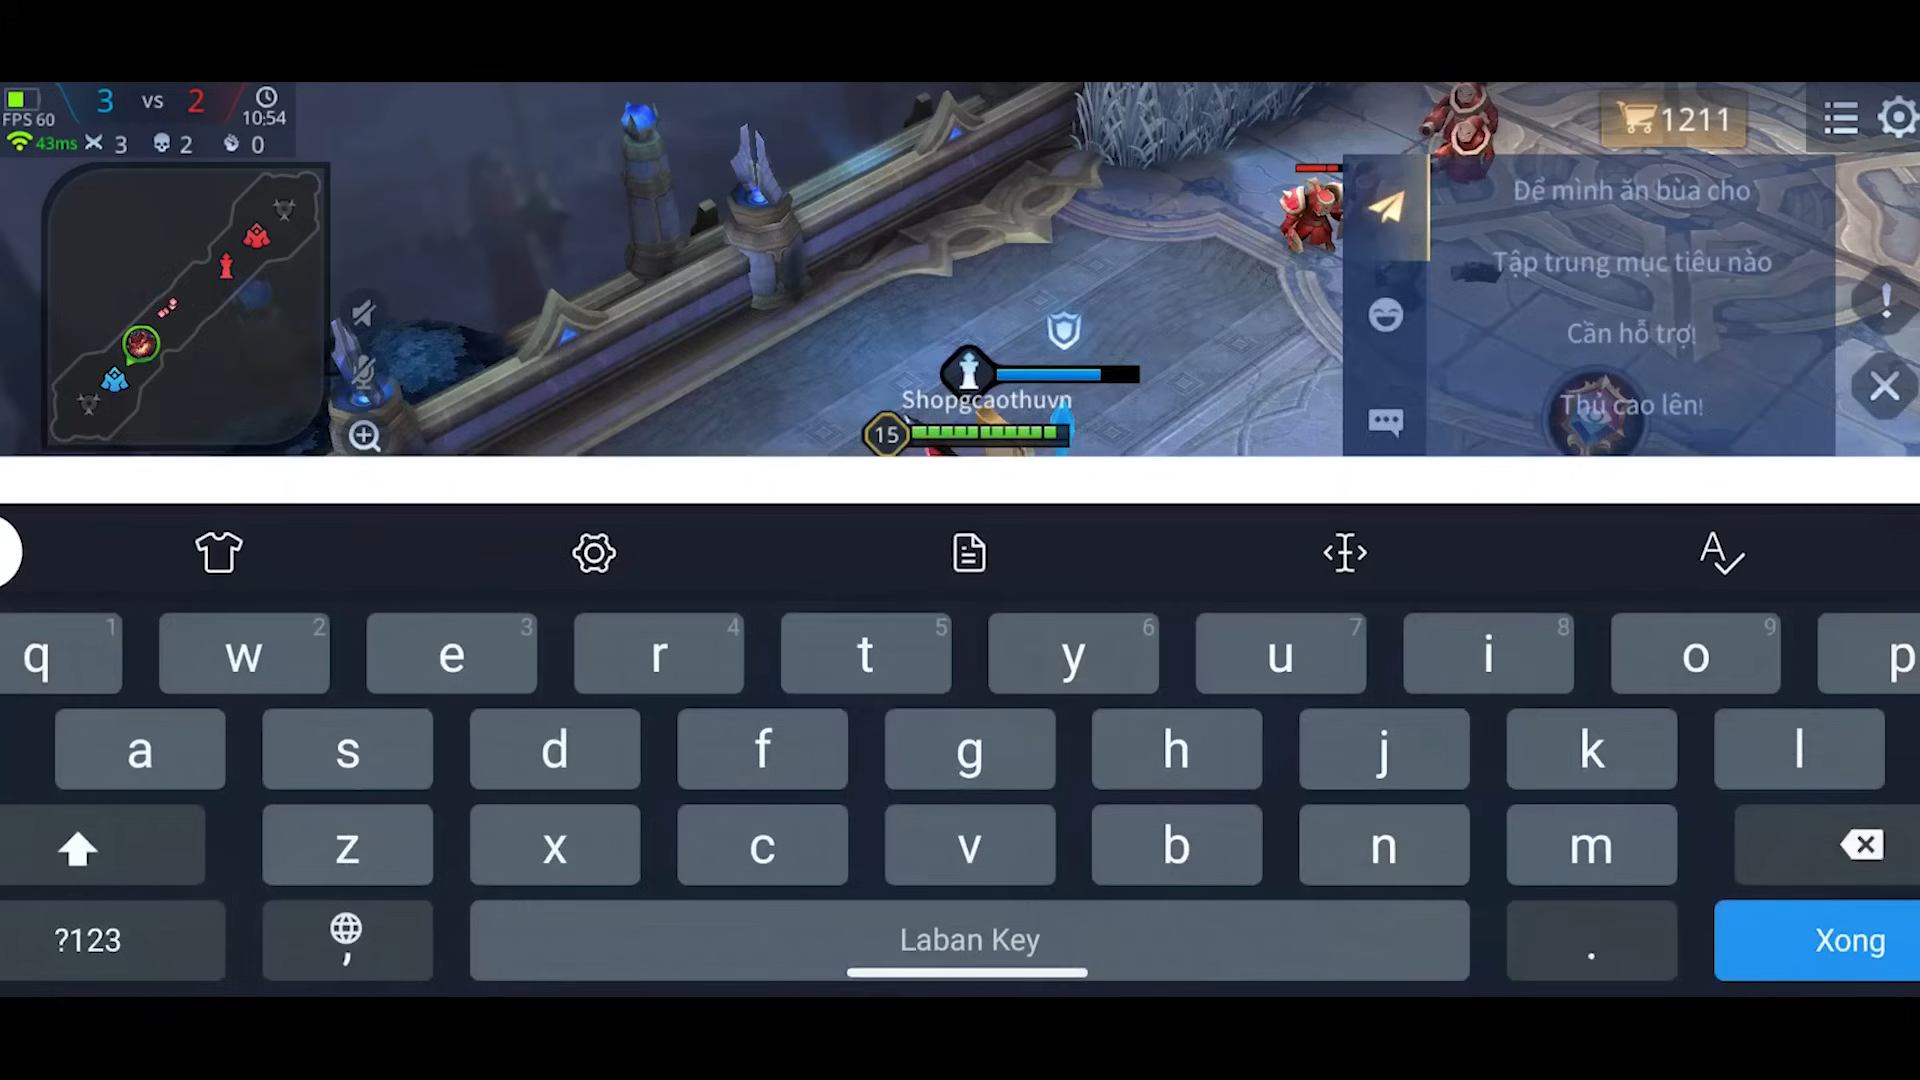 3 vs 2
10:54
FPS 60
43ms 3 2 0
1211
Để mình ăn bùa cho
Tập trung mục tiêu nào
Cần hỗ trợ!
Thủ cao lên!
Shopgcaothuvn
15
q 1 w 2 e 3 r 4 t 5 y 6 u 7 i 8 o 9 p
a s d f g h j k l
z x c v b n m
?123 , Laban Key . Xong